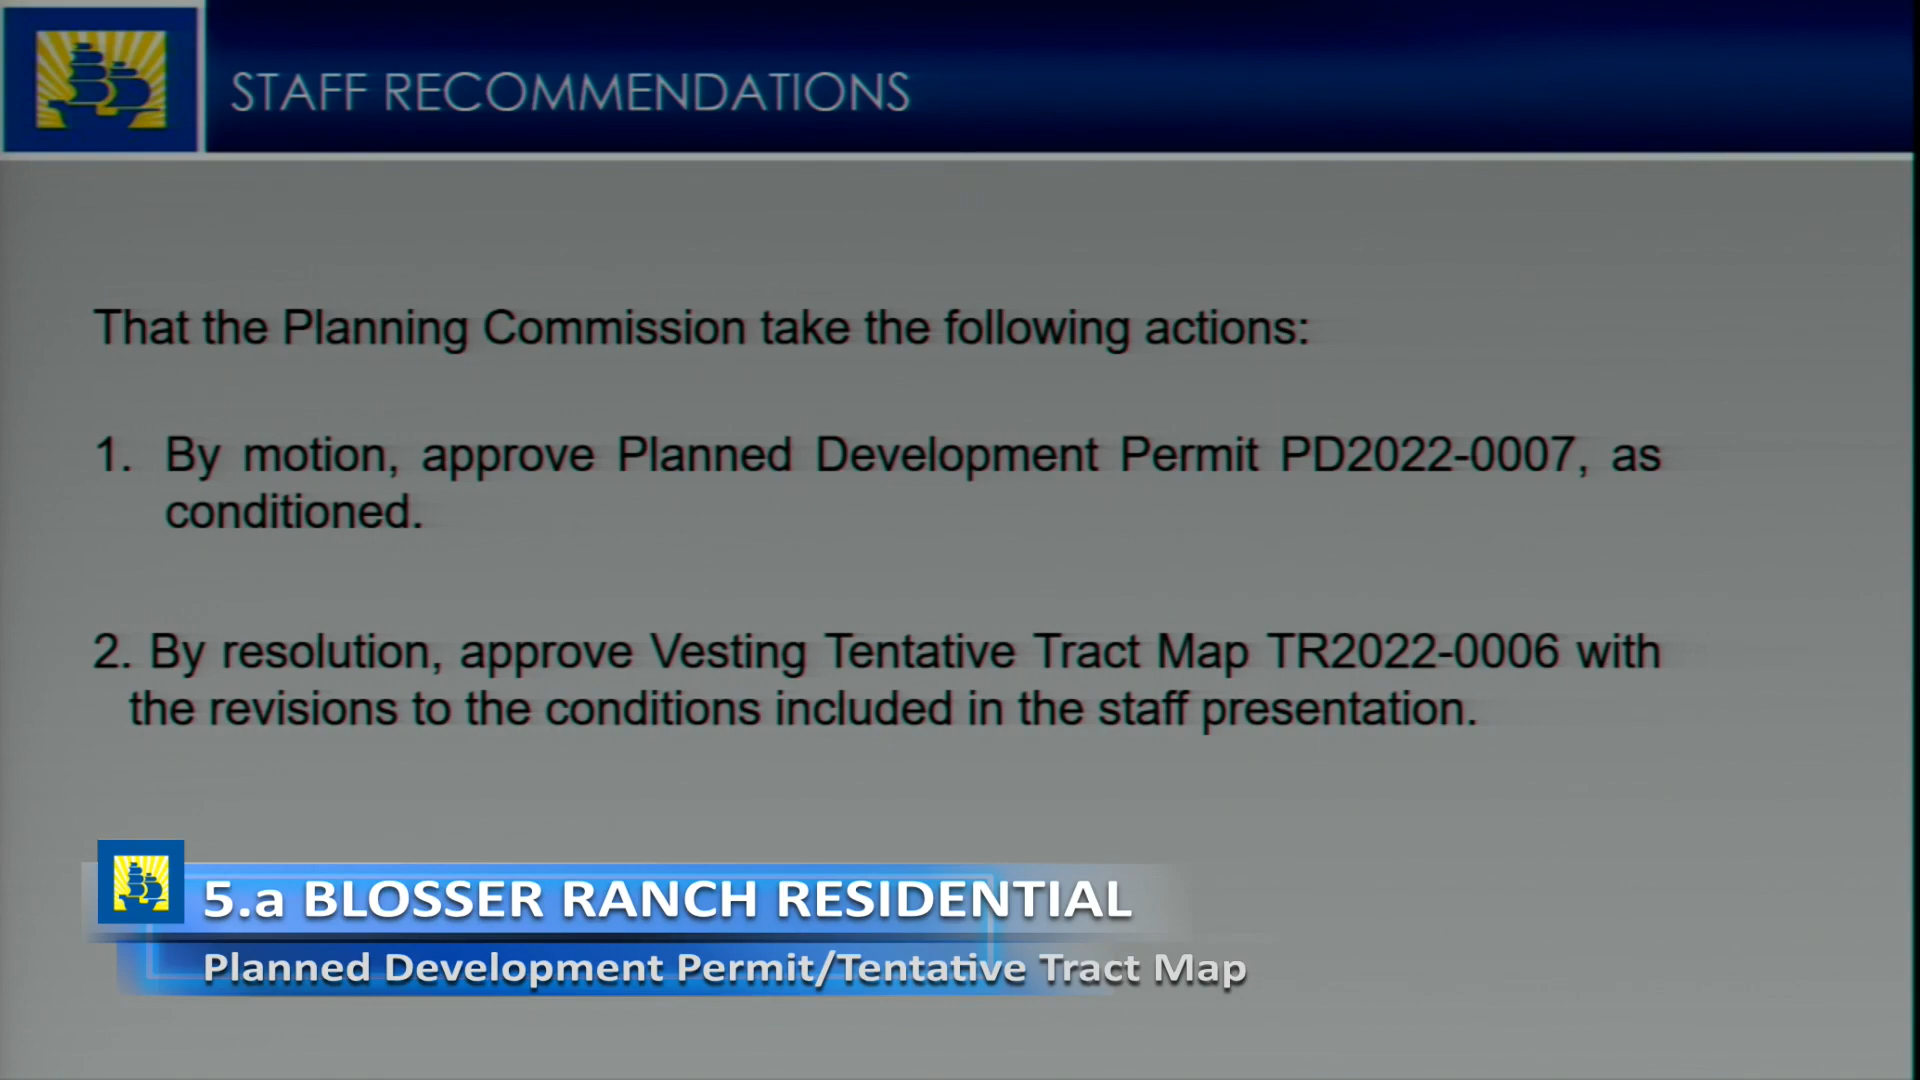 STAFF RECOMMENDATIONS
That the Planning Commission take the following actions:
1. By motion, approve Planned Development Permit PD2022-0007, as
conditioned.
2. By resolution, approve Vesting Tentative Tract Map TR2022-0006 with
the revisions to the conditions included in the staff presentation.
5.a BLOSSER RANCH RESIDENTIAL
Planned Development Permit/Tentative Tract Map